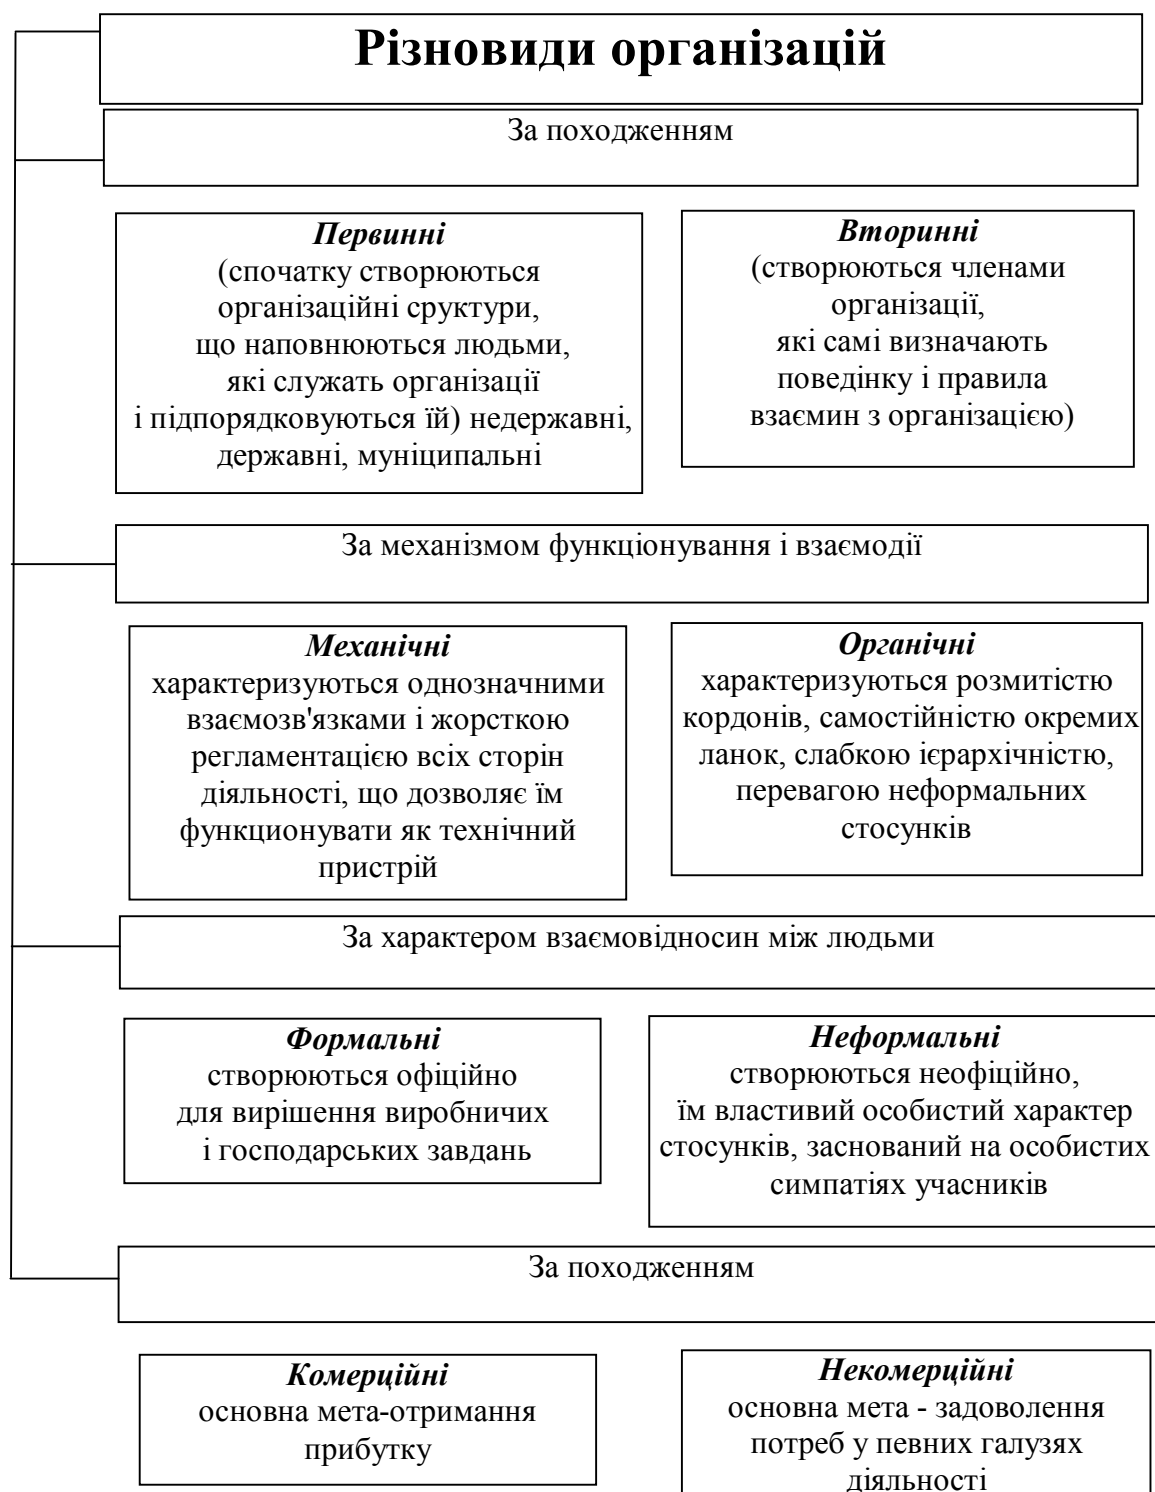 Різновиди організацій
За походженням
Первинні
(спочатку створюються
організаційні сруктури,
що наповнюються людьми,
які служать організації
і підпорядковуються їй) недержавні,
державні, муніципальні
Вторинні
(створюються членами
організації,
які самі визначають
поведінку і правила
взаємин з організацією)
За механізмом функціонування і взаємодії
Механічні
характеризуються однозначними
взаємозв'язками і жорсткою
регламентацією всіх сторін
діяльності, що дозволяє їм
функционувати як технічний
пристрій
Органічні
характеризуються розмитістю
кордонів, самостійністю окремих
ланок, слабкою ієрархічністю,
перевагою неформальних
стосунків
За характером взаємовідносин між людьми
Формальні
створюються офіційно
для вирішення виробничих
і господарських завдань
Неформальні
створюються неофіційно,
їм властивий особистий характер
стосунків, заснований на особистих
симпатіях учасників
За походженням
Комерційні
основна мета-отримання
прибутку
Некомерційні
основна мета - задоволення
потреб у певних галузях
діяльності